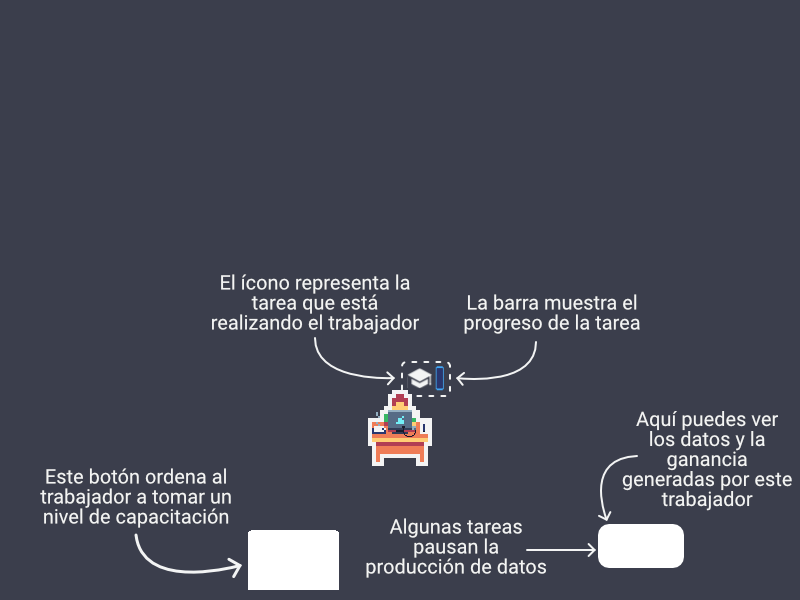 El ícono representa la
tarea que está
realizando el trabajador
La barra muestra el
progreso de la tarea
Aquí puedes ver
los datos y la
ganancia
generadas por este
trabajador
Este botón ordena al
trabajador a tomar un
nivel de capacitación
Algunas tareas
pausan la
producción de datos